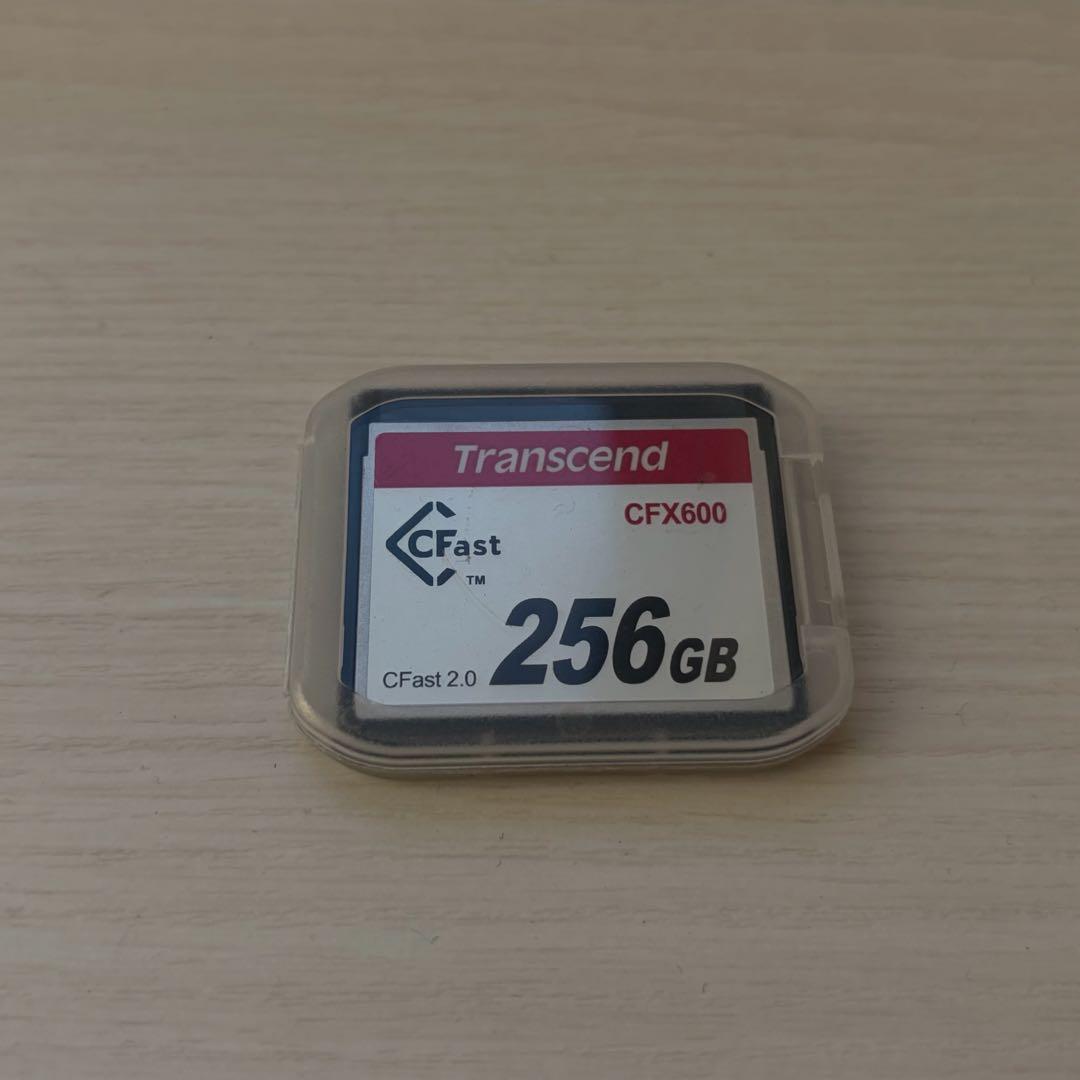 Transcend
CFX600
CFast
TM
256GB
CFast 2.0